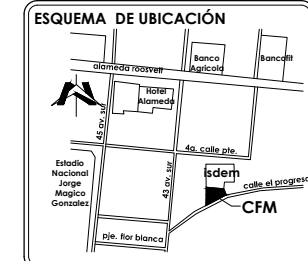 ESQUEMA DE UBICACIÓN
Banco
Agricola
Bancofit
alameda roosvelt
Hotel
Alameda
45 av. sur
4a. calle pte.
Estadio
Nacional
Jorge
Magico
Gonzalez
43 av. sur
isdem
calle el progreso
CFM
pje. flor blanca